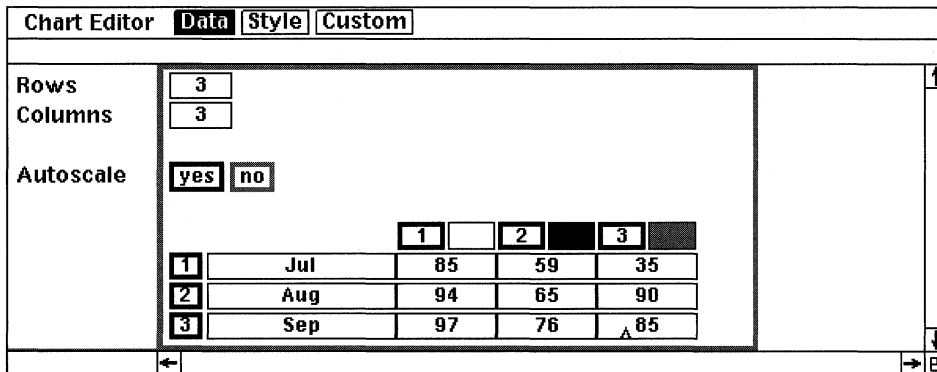 Chart Editor Data Style Custom
Rows 3
Columns 3
Autoscale yes no
1 2 3
1 Jul 85 59 35
2 Aug 94 65 90
3 Sep 97 76 85